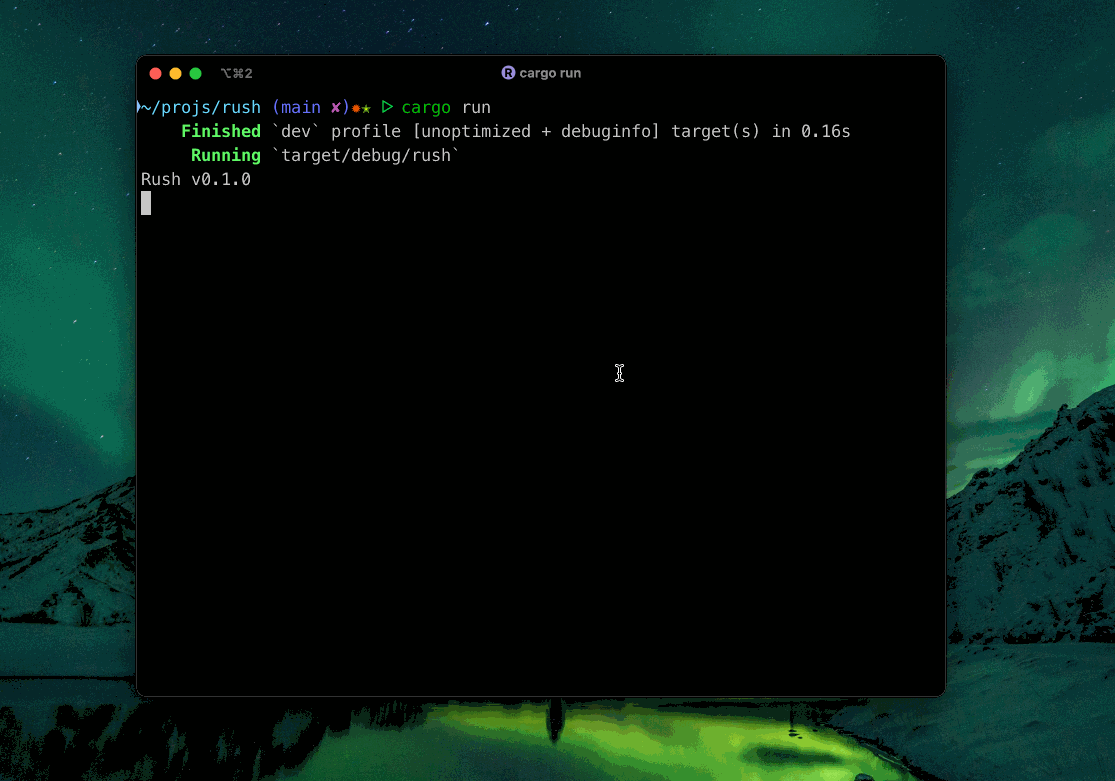 ⌥⌘2
R cargo run
~/projs/rush (main ✘)✹★ ▷ cargo run
Finished `dev` profile [unoptimized + debuginfo] target(s) in 0.16s
Running `target/debug/rush`
Rush v0.1.0